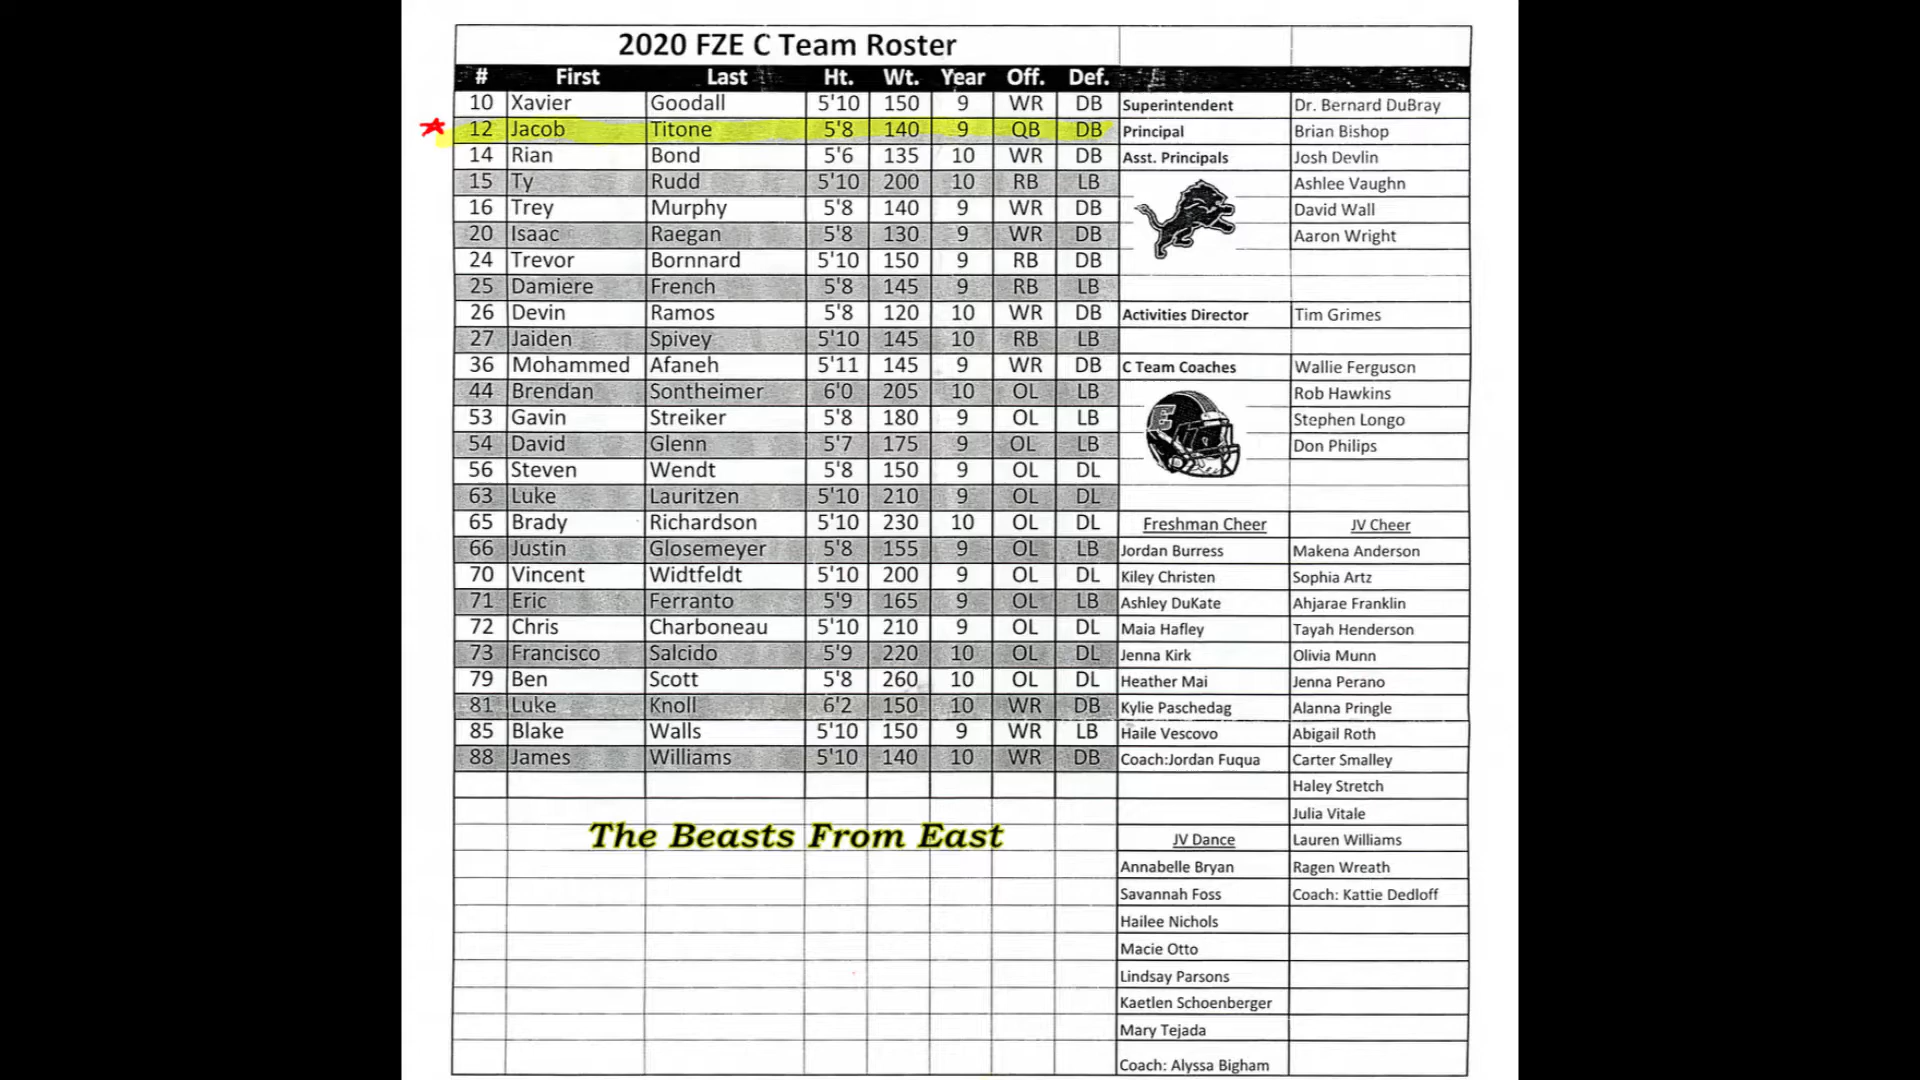 2020 FZE C Team Roster
# First Last Ht. Wt. Year Off. Def.
10 Xavier Goodall 5'10 150 9 WR DB Superintendent Dr. Bernard DuBray
12 Jacob Titone 5'8 140 9 QB DB Principal Brian Bishop
14 Rian Bond 5'6 135 10 WR DB Asst. Principals Josh Devlin
15 Ty Rudd 5'10 200 10 RB LB Ashlee Vaughn
16 Trey Murphy 5'8 140 9 WR DB David Wall
20 Isaac Raegan 5'8 130 9 WR DB Aaron Wright
24 Trevor Bornnard 5'10 150 9 RB DB
25 Damiere French 5'8 145 9 RB LB
26 Devin Ramos 5'8 120 10 WR DB Activities Director Tim Grimes
27 Jaiden Spivey 5'10 145 10 RB LB
36 Mohammed Afaneh 5'11 145 9 WR DB C Team Coaches Wallie Ferguson
44 Brendan Sontheimer 6'0 205 10 OL LB Rob Hawkins
53 Gavin Streiker 5'8 180 9 OL LB Stephen Longo
54 David Glenn 5'7 175 9 OL LB Don Philips
56 Steven Wendt 5'8 150 9 OL DL
63 Luke Lauritzen 5'10 210 9 OL DL
65 Brady Richardson 5'10 230 10 OL DL Freshman Cheer JV Cheer
66 Justin Glosemeyer 5'8 155 9 OL LB Jordan Burress Makena Anderson
70 Vincent Widtfeldt 5'10 200 9 OL DL Kiley Christen Sophia Artz
71 Eric Ferranto 5'9 165 9 OL LB Ashley DuKate Ahjarae Franklin
72 Chris Charboneau 5'10 210 9 OL DL Maia Hafley Tayah Henderson
73 Francisco Salcido 5'9 220 10 OL DL Jenna Kirk Olivia Munn
79 Ben Scott 5'8 260 10 OL DL Heather Mai Jenna Perano
81 Luke Knoll 6'2 150 10 WR DB Kylie Paschedag Alanna Pringle
85 Blake Walls 5'10 150 9 WR LB Haile Vescovo Abigail Roth
88 James Williams 5'10 140 10 WR DB Coach:Jordan Fuqua Carter Smalley
Haley Stretch
Julia Vitale
The Beasts From East JV Dance Lauren Williams
Annabelle Bryan Ragen Wreath
Savannah Foss Coach: Kattie Dedloff
Hailee Nichols
Macie Otto
Lindsay Parsons
Kaetlen Schoenberger
Mary Tejada
Coach: Alyssa Bigham
E